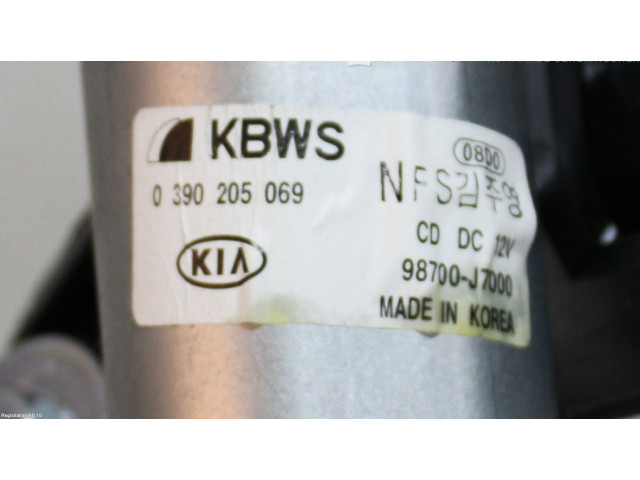 KBWS
08D0
0 390 205 069
NFS김주영
KIA
CD DC 12V
98700-J7000
MADE IN KOREA